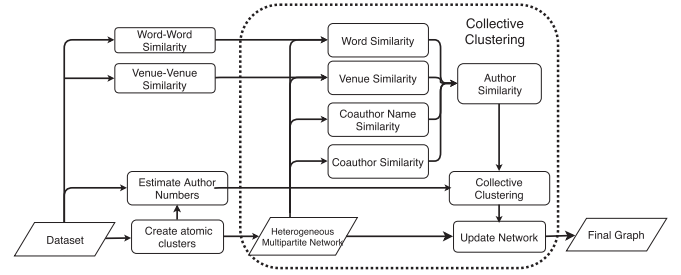 Collective
Clustering
Word-Word
Similarity
Venue-Venue
Similarity
Word Similarity
Venue Similarity
Coauthor Name
Similarity
Coauthor Similarity
Author
Similarity
Estimate Author
Numbers
Collective
Clustering
Dataset
Create atomic
clusters
Heterogeneous
Multipartite Network
Update Network
Final Graph